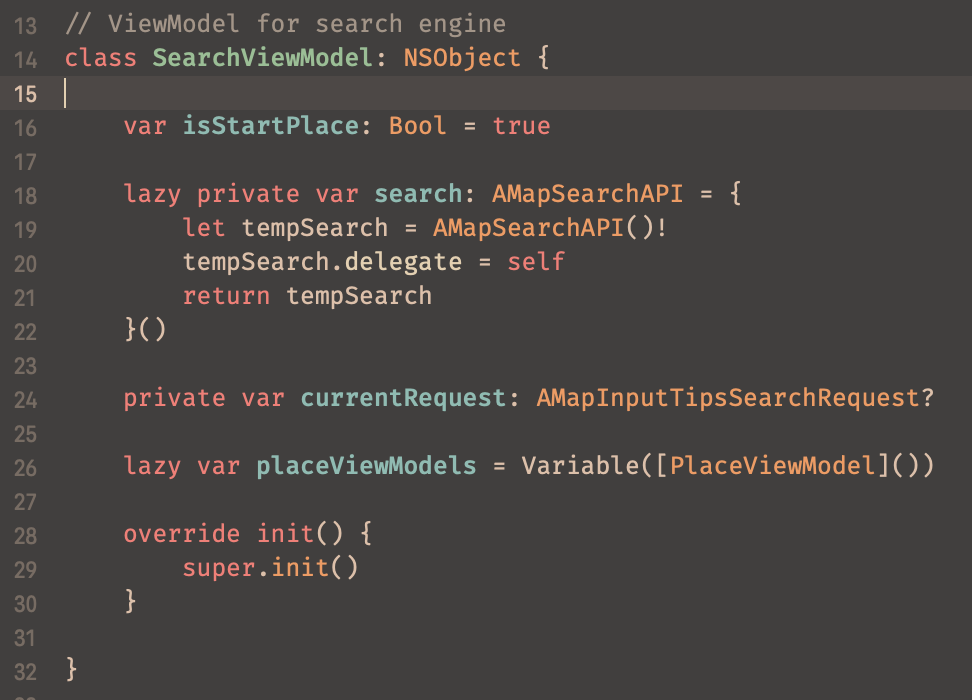 13 // ViewModel for search engine
14 class SearchViewModel: NSObject {
15
16     var isStartPlace: Bool = true
17
18     lazy private var search: AMapSearchAPI = {
19         let tempSearch = AMapSearchAPI()!
20         tempSearch.delegate = self
21         return tempSearch
22     }()
23
24     private var currentRequest: AMapInputTipsSearchRequest?
25
26     lazy var placeViewModels = Variable([PlaceViewModel]())
27
28     override init() {
29         super.init()
30     }
31
32 }